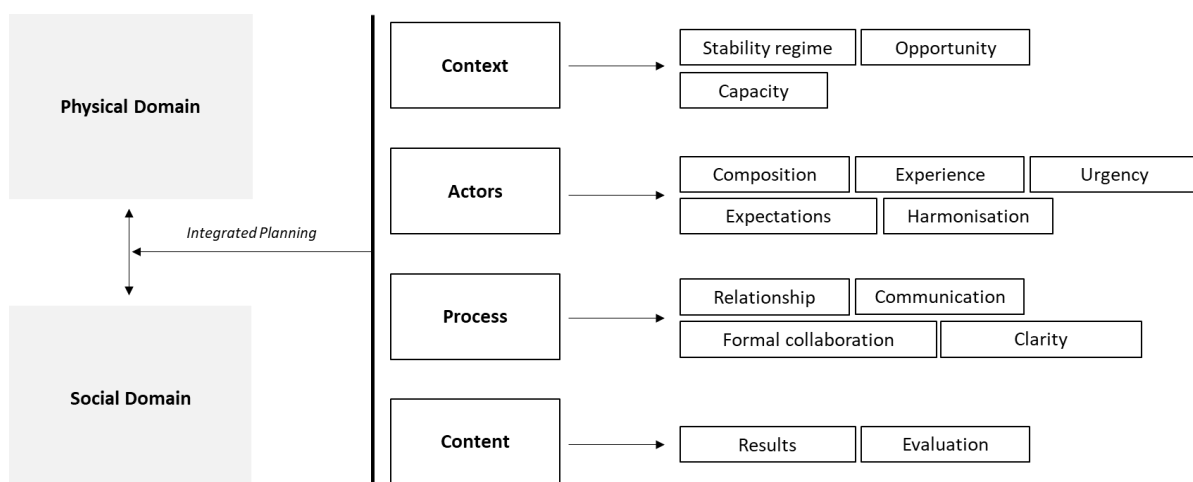 Physical Domain
Integrated Planning
Social Domain
Context
Stability regime
Opportunity
Capacity
Actors
Composition
Experience
Urgency
Expectations
Harmonisation
Process
Relationship
Communication
Formal collaboration
Clarity
Content
Results
Evaluation